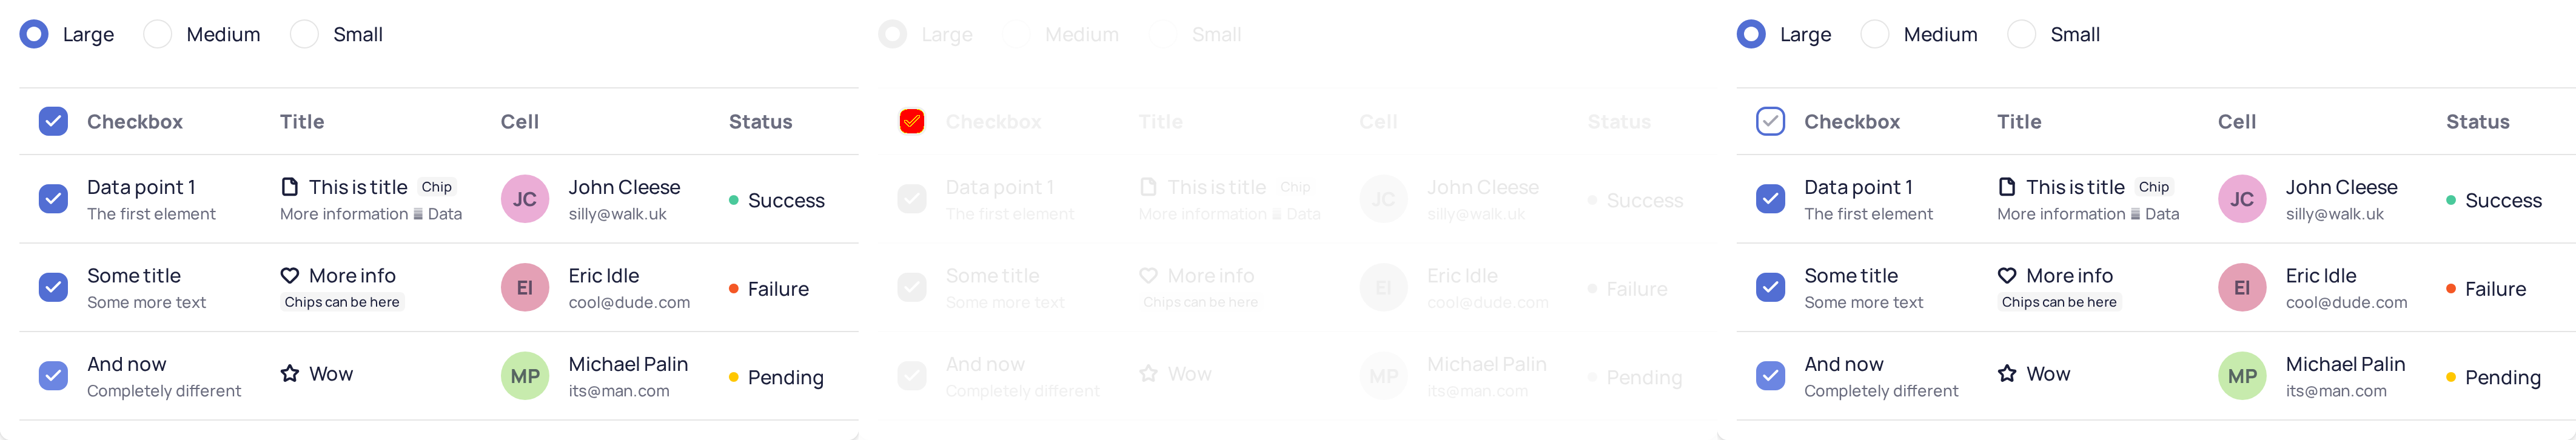 Large Medium Small
Checkbox Title Cell Status
Data point 1 This is title Chip JC John Cleese Success
The first element More information Data silly@walk.uk
Some title More info EI Eric Idle Failure
Some more text Chips can be here cool@dude.com
And now Wow MP Michael Palin Pending
Completely different its@man.com
Large Medium Small
Checkbox Title Cell Status
Data point 1 This is title Chip JC John Cleese Success
The first element More information Data silly@walk.uk
Some title More info EI Eric Idle Failure
Some more text Chips can be here cool@dude.com
And now Wow MP Michael Palin Pending
Completely different its@man.com
Large Medium Small
Checkbox Title Cell Status
Data point 1 This is title Chip JC John Cleese Success
The first element More information Data silly@walk.uk
Some title More info EI Eric Idle Failure
Some more text Chips can be here cool@dude.com
And now Wow MP Michael Palin Pending
Completely different its@man.com